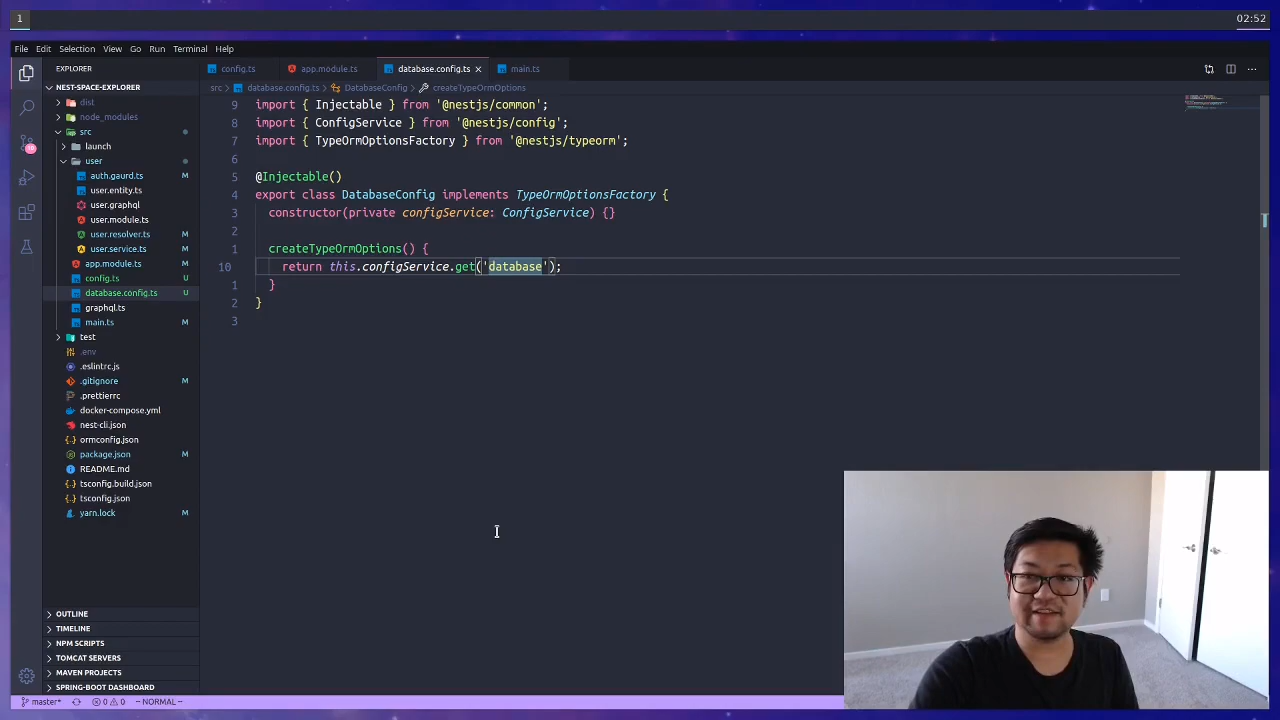 1
02:52
File Edit Selection View Go Run Terminal Help
EXPLORER
config.ts
app.module.ts
database.config.ts
main.ts
NEST-SPACE-EXPLORER
src > database.config.ts > DatabaseConfig > createTypeOrmOptions
dist
node_modules
src
launch
user
auth.gaurd.ts M
user.entity.ts
user.graphql
user.module.ts
user.resolver.ts M
user.service.ts M
app.module.ts M
config.ts U
database.config.ts U
graphql.ts
main.ts M
test
.env
.eslintrc.js
.gitignore M
.prettierrc
docker-compose.yml
nest-cli.json
ormconfig.json
package.json M
README.md
tsconfig.build.json
tsconfig.json
yarn.lock M
OUTLINE
TIMELINE
NPM SCRIPTS
TOMCAT SERVERS
MAVEN PROJECTS
SPRING-BOOT DASHBOARD
9 import { Injectable } from '@nestjs/common';
8 import { ConfigService } from '@nestjs/config';
7 import { TypeOrmOptionsFactory } from '@nestjs/typeorm';
6
5 @Injectable()
4 export class DatabaseConfig implements TypeOrmOptionsFactory {
3 constructor(private configService: ConfigService) {}
2
1 createTypeOrmOptions() {
10 return this.configService.get('database');
1 }
2 }
3
master* 0 0 -- NORMAL --